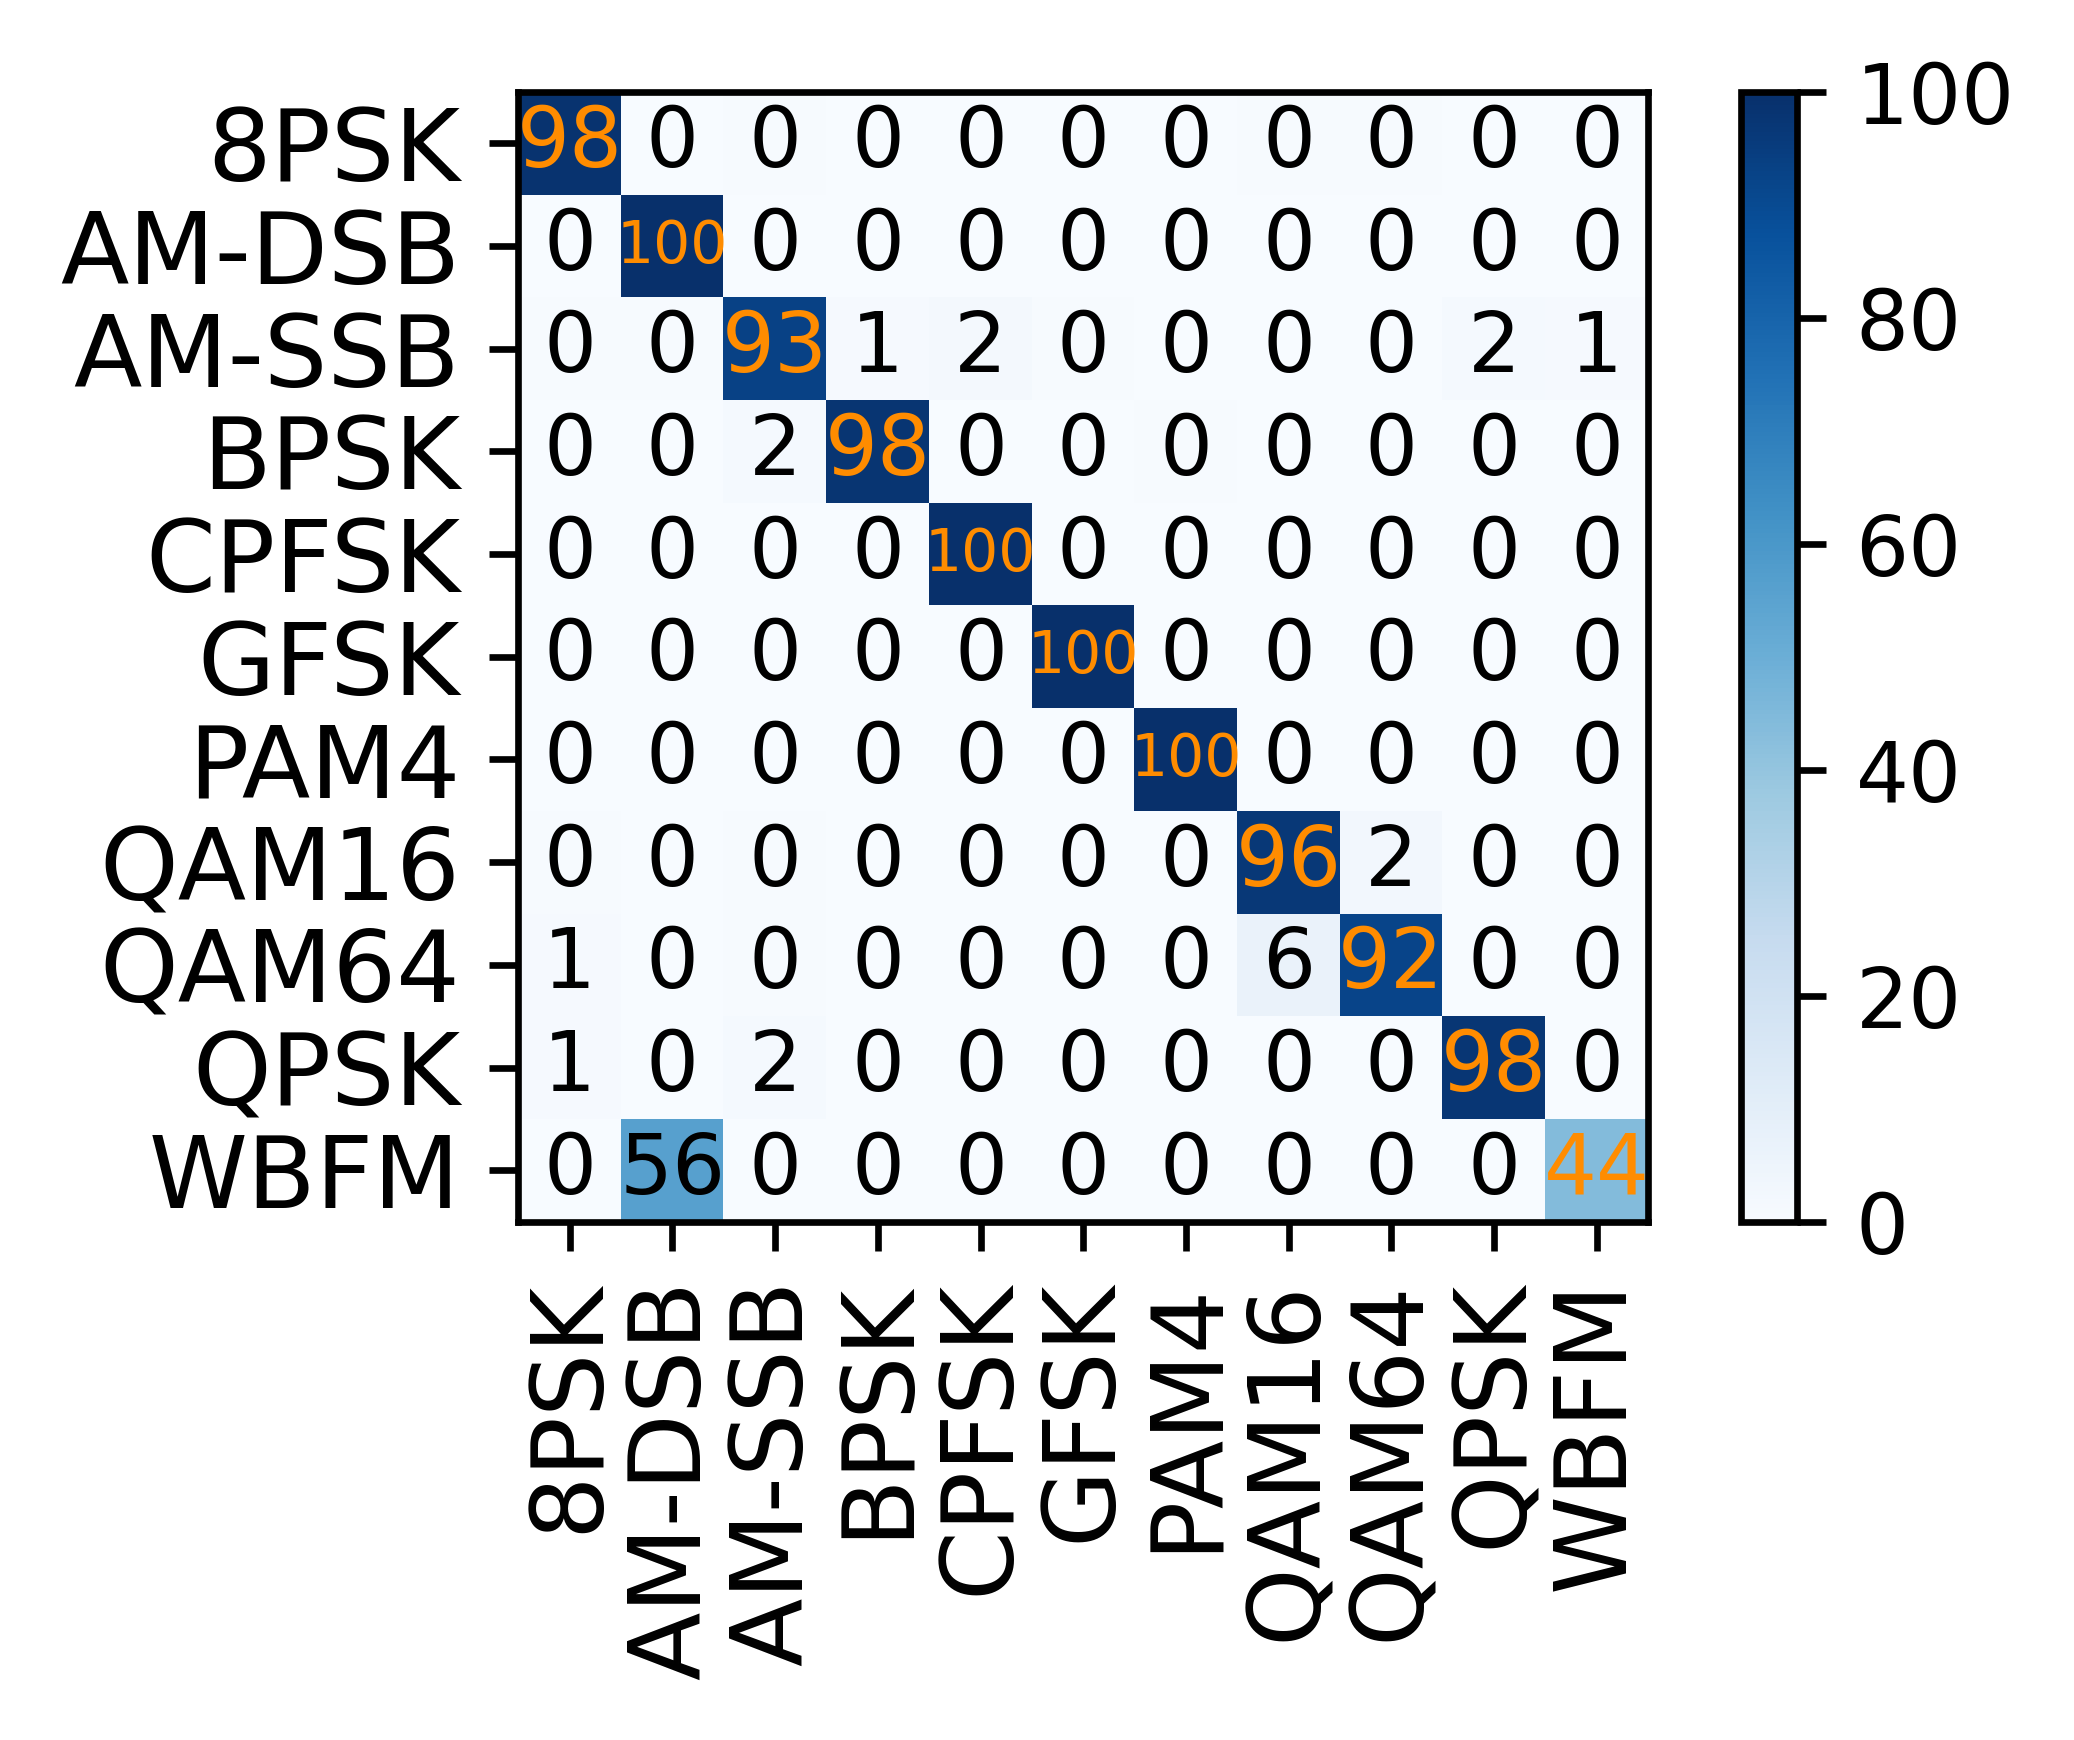 8PSK 98 0 0 0 0 0 0 0 0 0 0
AM-DSB 0 100 0 0 0 0 0 0 0 0 0
AM-SSB 0 0 93 1 2 0 0 0 0 2 1
BPSK 0 0 2 98 0 0 0 0 0 0 0
CPFSK 0 0 0 0 100 0 0 0 0 0 0
GFSK 0 0 0 0 0 100 0 0 0 0 0
PAM4 0 0 0 0 0 0 100 0 0 0 0
QAM16 0 0 0 0 0 0 0 96 2 0 0
QAM64 1 0 0 0 0 0 0 6 92 0 0
QPSK 1 0 2 0 0 0 0 0 0 98 0
WBFM 0 56 0 0 0 0 0 0 0 0 44
8PSK
AM-DSB
AM-SSB
BPSK
CPFSK
GFSK
PAM4
QAM16
QAM64
QPSK
WBFM
100
80
60
40
20
0